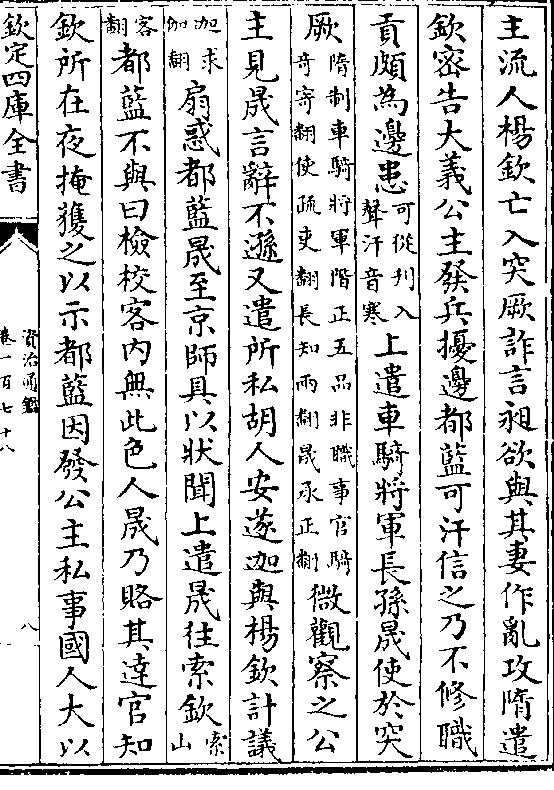 主流人楊欽亡入突厥詐言昶欲與其妻作亂攻隋遣
欽密告大義公主發兵擾邊都藍可汗信之乃不修職
貢頗為邊患可從刋入聲汗音寒上遣車騎將軍長孫晟使於突
厥隋制車騎將軍階正五品非職事官騎奇寄翻使疏吏翻長知兩翻晟承正翻微觀察之公
主見晟言辭不遜又遣所私胡人安遂迦與楊欽計議
迦求伽翻扇惑都藍晟至京師具以狀聞上遣晟往索欽索山
客翻都藍不與曰檢校客內無此色人晟乃賂其達官知
欽所在夜掩獲之以示都藍因發公主私事國人大以
欽定四庫全書
資治通鑑
卷一百七十八
八